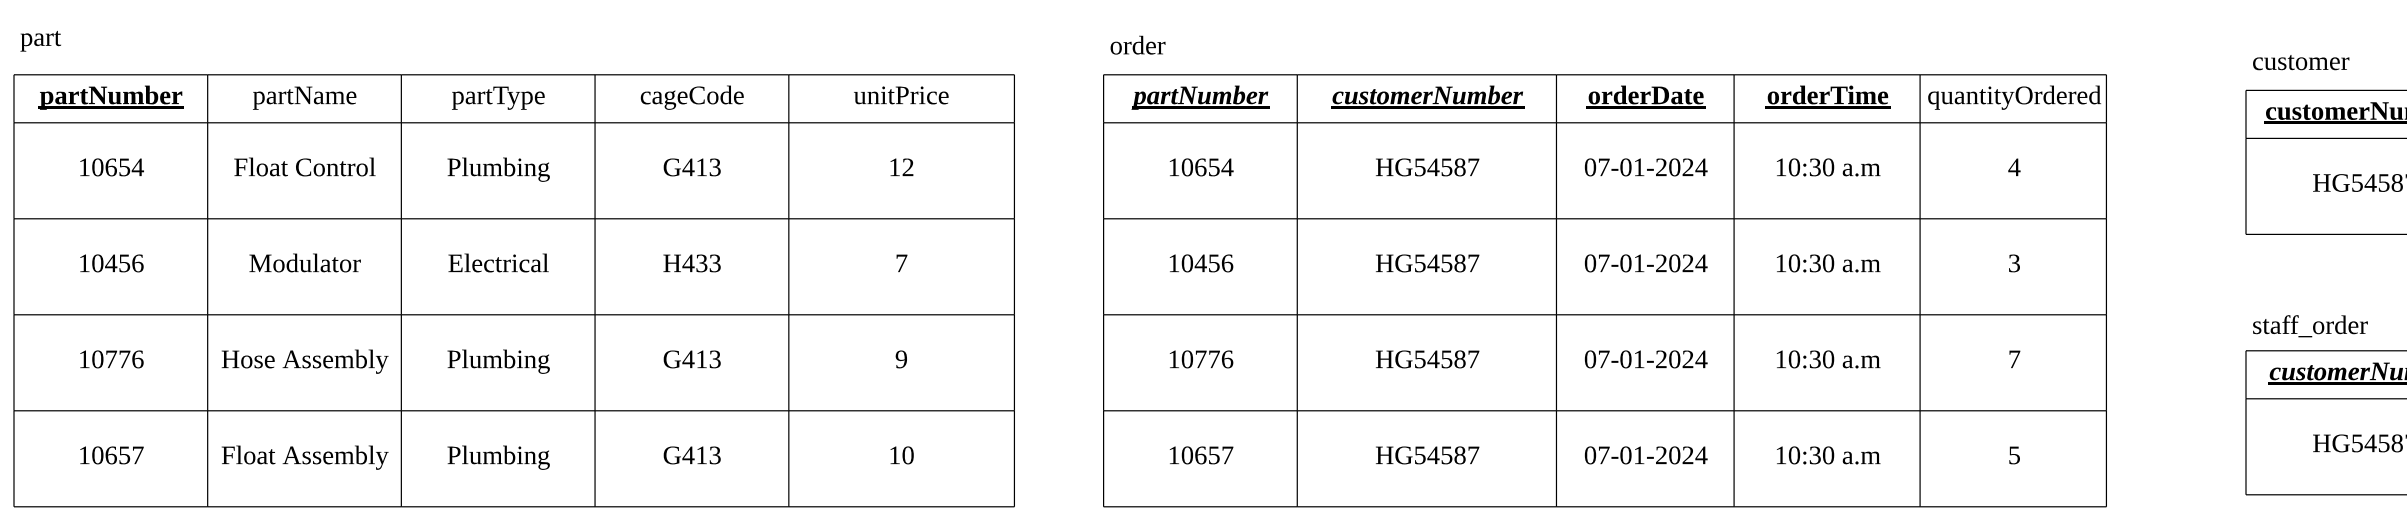 part
partNumber partName partType cageCode unitPrice
10654 Float Control Plumbing G413 12
10456 Modulator Electrical H433 7
10776 Hose Assembly Plumbing G413 9
10657 Float Assembly Plumbing G413 10
order
partNumber customerNumber orderDate orderTime quantityOrdered
10654 HG54587 07-01-2024 10:30 a.m 4
10456 HG54587 07-01-2024 10:30 a.m 3
10776 HG54587 07-01-2024 10:30 a.m 7
10657 HG54587 07-01-2024 10:30 a.m 5
customer
staff_order